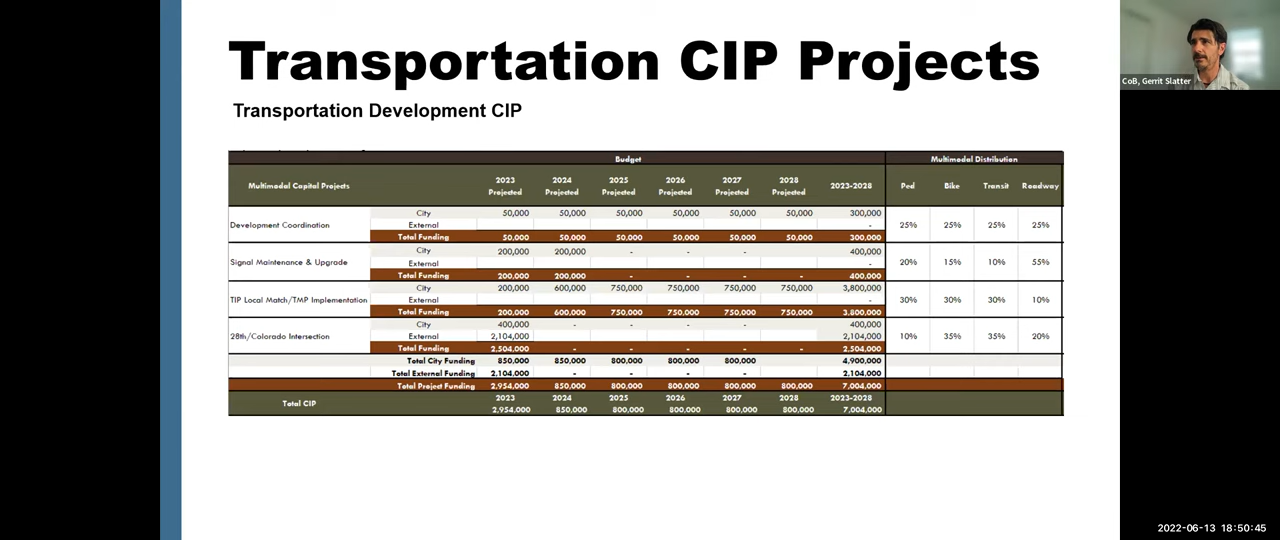 Transportation CIP Projects
CoB, Gerrit Slatter
Transportation Development CIP
Budget Multimodal Distribution
Multimodal Capital Projects 2023 Projected 2024 Projected 2025 Projected 2026 Projected 2027 Projected 2028 Projected 2023-2028 Ped Bike Transit Roadway
City 50,000 50,000 50,000 50,000 50,000 50,000 300,000
Development Coordination External - 25% 25% 25% 25%
Total Funding 50,000 50,000 50,000 50,000 50,000 50,000 300,000
City 200,000 200,000 - - - 400,000
Signal Maintenance & Upgrade External - 20% 15% 10% 55%
Total Funding 200,000 200,000 - - - - 400,000
City 200,000 600,000 750,000 750,000 750,000 750,000 3,800,000
TIP Local Match/TMP Implementation External - 30% 30% 30% 10%
Total Funding 200,000 600,000 750,000 750,000 750,000 750,000 3,800,000
City 400,000 - - - - 400,000
28th/Colorado Intersection External 2,104,000 2,104,000 10% 35% 35% 20%
Total Funding 2,504,000 - - - - - 2,504,000
Total City Funding 850,000 850,000 800,000 800,000 800,000 4,900,000
Total External Funding 2,104,000 - - - - 2,104,000
Total Project Funding 2,954,000 850,000 800,000 800,000 800,000 800,000 7,004,000
Total CIP 2023 2024 2025 2026 2027 2028 2023-2028
2,954,000 850,000 800,000 800,000 800,000 800,000 7,004,000
2022-06-13 18:50:45